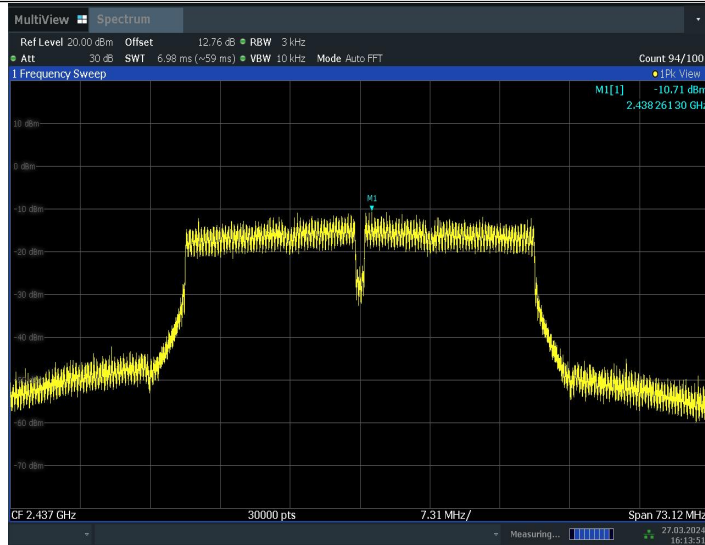 MultiView Spectrum
Ref Level 20.00 dBm Offset 12.76 dB RBW 3 kHz
Att 30 dB SWT 6.98 ms (~59 ms) VBW 10 kHz Mode Auto FFT Count 94/100
1 Frequency Sweep 1Pk View
M1[1] -10.71 dBm
2.438 261 30 GHz
10 dBm
0 dBm
M1
-10 dBm
-20 dBm
-30 dBm
-40 dBm
-60 dBm
-70 dBm
CF 2.437 GHz 30000 pts 7.31 MHz/ Span 73.12 MHz
Measuring... 27.03.2024
16:13:51